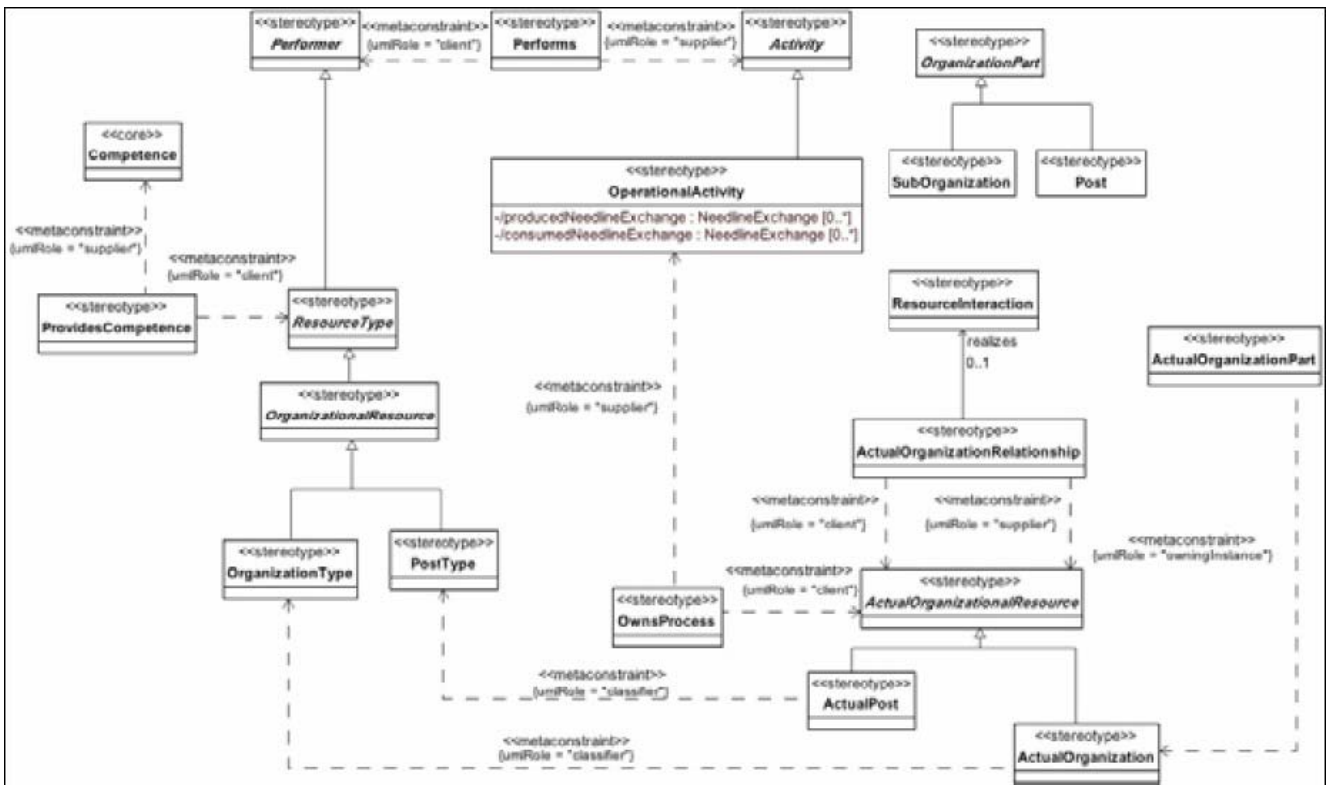 <<stereotype>>
Performer
<<metaconstraint>>
{umlRole = "client"}
<<stereotype>>
Performs
<<metaconstraint>>
{umlRole = "supplier"}
<<stereotype>>
Activity
<<stereotype>>
OrganizationPart
<<core>>
Competence
<<stereotype>>
OperationalActivity
-/producedNeedlineExchange : NeedlineExchange [0..*]
-/consumedNeedlineExchange : NeedlineExchange [0..*]
<<stereotype>>
SubOrganization
<<stereotype>>
Post
<<metaconstraint>>
{umlRole = "supplier"}
<<metaconstraint>>
{umlRole = "client"}
<<stereotype>>
ProvidesCompetence
<<stereotype>>
ResourceType
<<stereotype>>
ResourceInteraction
realizes
0..1
<<stereotype>>
ActualOrganizationPart
<<stereotype>>
OrganizationalResource
<<metaconstraint>>
{umlRole = "supplier"}
<<stereotype>>
ActualOrganizationRelationship
<<metaconstraint>>
{umlRole = "client"}
<<metaconstraint>>
{umlRole = "supplier"}
<<metaconstraint>>
{umlRole = "owningInstance"}
<<stereotype>>
OrganizationType
<<stereotype>>
PostType
<<stereotype>>
OwnsProcess
<<metaconstraint>>
{umlRole = "client"}
<<stereotype>>
ActualOrganizationalResource
<<metaconstraint>>
{umlRole = "classifier"}
<<stereotype>>
ActualPost
<<metaconstraint>>
{umlRole = "classifier"}
<<stereotype>>
ActualOrganization